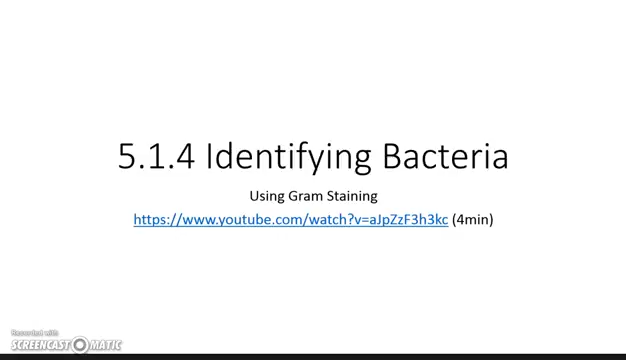 5.1.4 Identifying Bacteria
Using Gram Staining
https://www.youtube.com/watch?v=aJpZzF3h3kc (4min)
Recorded with
SCREENCAST MATIC